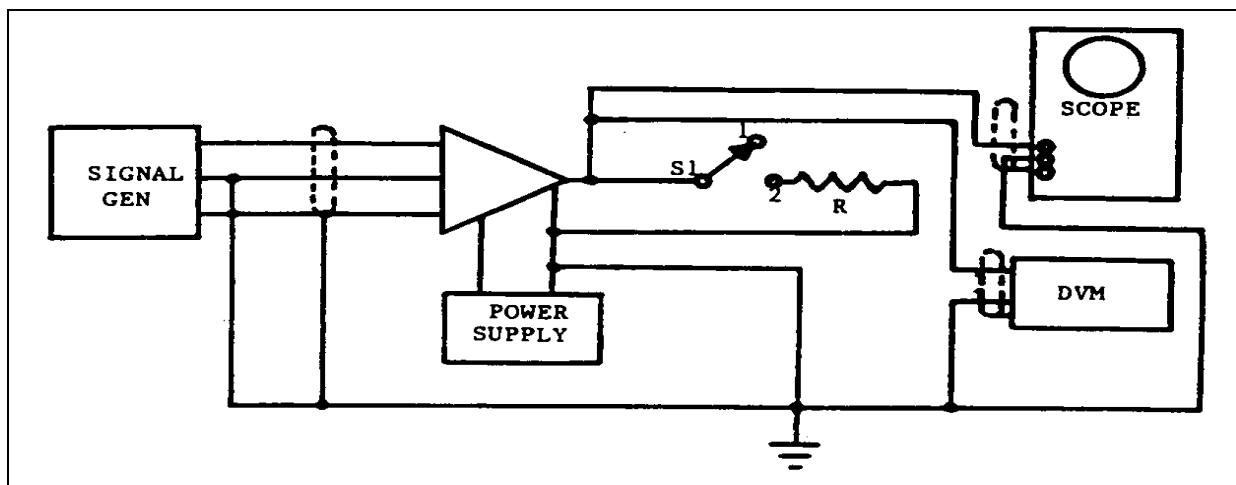 SCOPE
1
SIGNAL
GEN
S1
2
R
DVM
POWER
SUPPLY